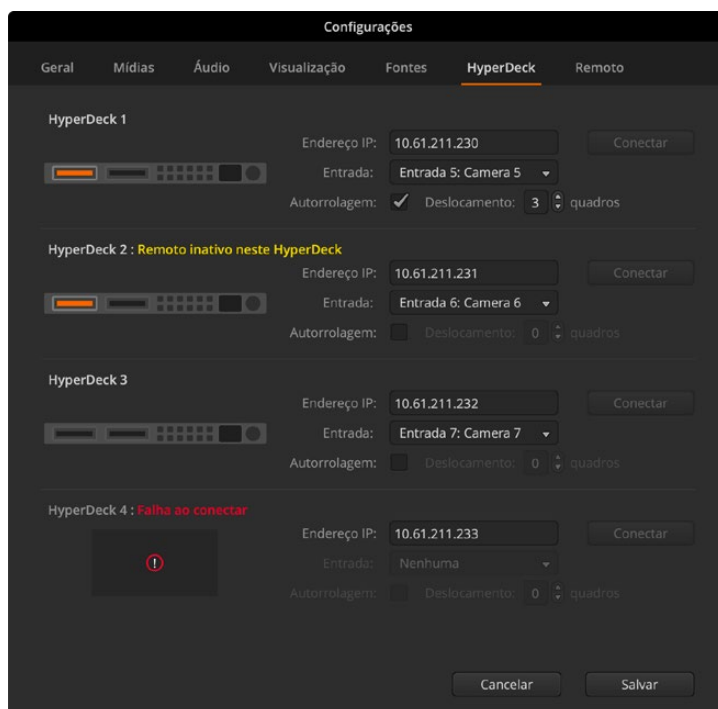 Configurações
Geral Mídias Áudio Visualização Fontes HyperDeck Remoto
HyperDeck 1
Endereço IP: 10.61.211.230 Conectar
Entrada: Entrada 5: Camera 5
Autorrolagem: Deslocamento: 3 quadros
HyperDeck 2 : Remoto inativo neste HyperDeck
Endereço IP: 10.61.211.231 Conectar
Entrada: Entrada 6: Camera 6
Autorrolagem: Deslocamento: 0 quadros
HyperDeck 3
Endereço IP: 10.61.211.232 Conectar
Entrada: Entrada 7: Camera 7
Autorrolagem: Deslocamento: 0 quadros
HyperDeck 4 : Falha ao conectar
Endereço IP: 10.61.211.233 Conectar
Entrada: Nenhuma
Autorrolagem: Deslocamento: 0 quadros
Cancelar Salvar